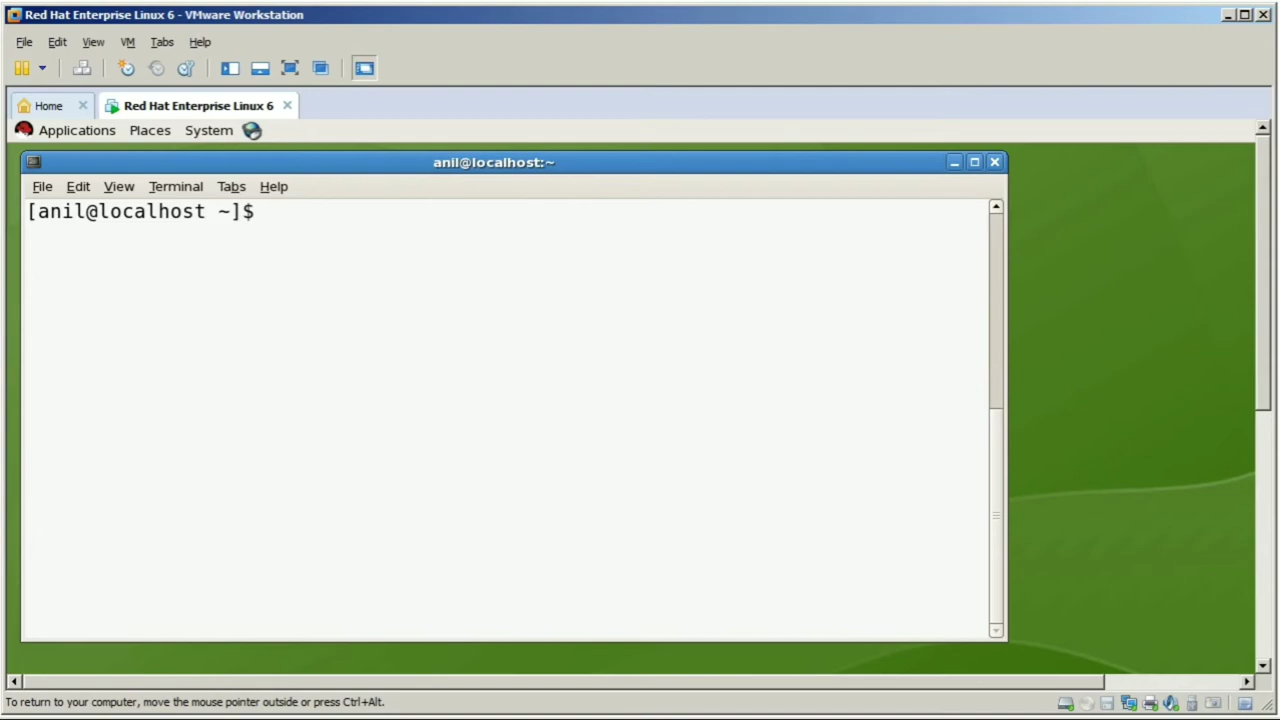 Red Hat Enterprise Linux 6 - VMware Workstation
File Edit View VM Tabs Help
Home Red Hat Enterprise Linux 6
Applications Places System
anil@localhost:~
File Edit View Terminal Tabs Help
[anil@localhost ~]$
To return to your computer, move the mouse pointer outside or press Ctrl+Alt.